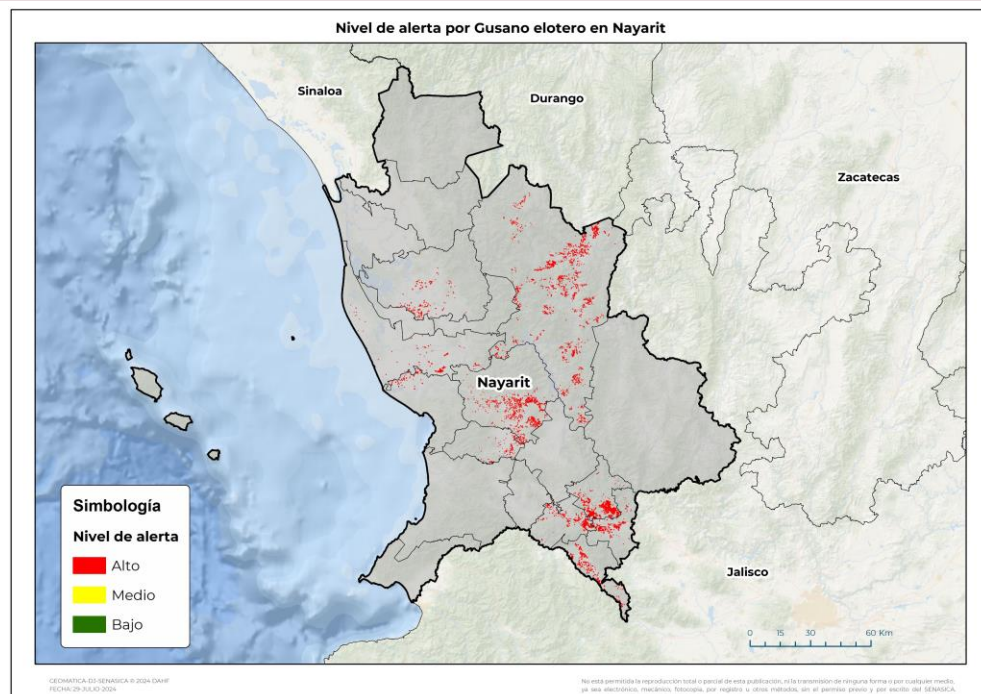 Nivel de alerta por Gusano elotero en Nayarit
Sinaloa
Durango
Zacatecas
Nayarit
Jalisco
Simbología
Nivel de alerta
Alto
Medio
Bajo
0 15 30 60 Km
GEOMATICA-DJ-SENASICA © 2024 DAHF
FECHA: 29-JULIO-2024
No está permitida la reproducción total o parcial de esta publicación, ni la transmisión de ninguna forma o por cualquier medio,
ya sea electrónico, mecánico, fotocopia, por registro u otros métodos, sin el permiso previo y por escrito del SENASICA.